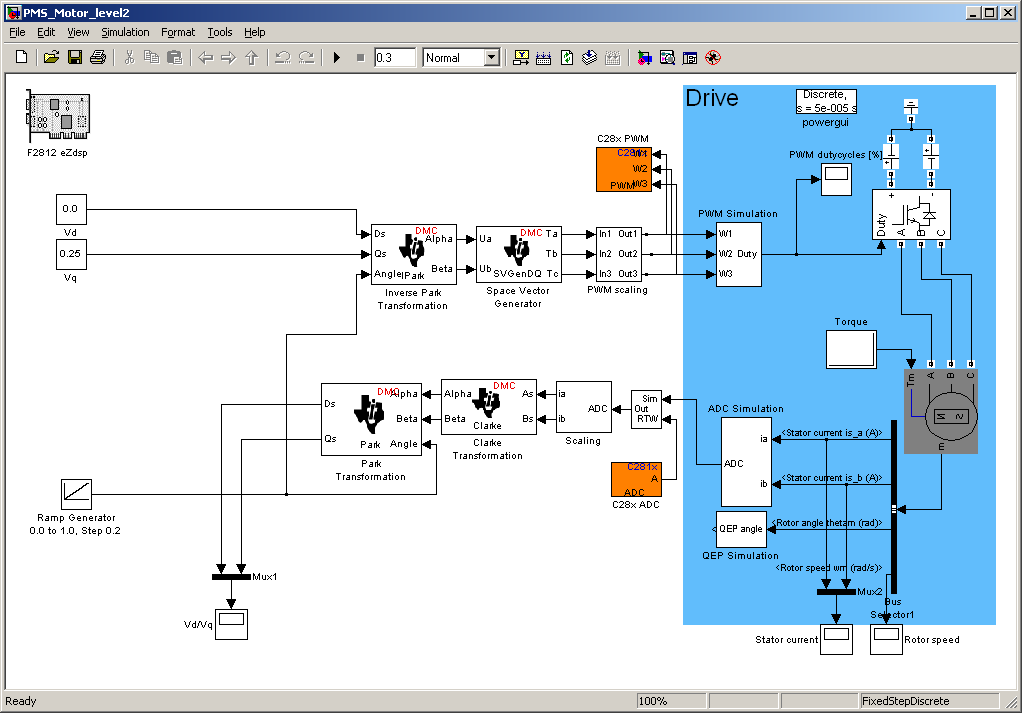 PMS_Motor_level2
File Edit View Simulation Format Tools Help
0.3 Normal
F2812 eZdsp
Drive
Discrete,
s = 5e-005 s
powergui
C28x PWM
C281x
W1
W2
W3
PWM
PWM dutycycles [%]
0.0
Vd
0.25
Vq
DMC
Ds
Qs
Angle
IPark
Alpha
Beta
Inverse Park
Transformation
DMC
Ua
Ub
SVGenDQ
Ta
Tb
Tc
Space Vector
Generator
In1 Out1
In2 Out2
In3 Out3
PWM scaling
PWM Simulation
W1
W2 Duty
W3
+
-
Duty
A
B
C
Torque
Tm
A
B
C
M
m
DMC
Ds
Qs
Park
Alpha
Beta
Angle
Park
Transformation
DMC
Alpha
Beta
Clarke
As
Bs
Clarke
Transformation
ia
ib
ADC
Scaling
Sim
Out
RTW
C281x
A
ADC
C28x ADC
ADC Simulation
ia
ADC
ib
<Stator current is_a (A)>
<Stator current is_b (A)>
QEP angle
QEP Simulation
<Rotor angle thetam (rad)>
<Rotor speed wm (rad/s)>
Ramp Generator
0.0 to 1.0, Step 0.2
Mux1
Vd/Vq
Mux2
Bus
Selector1
Stator current
Rotor speed
Ready 100% FixedStepDiscrete